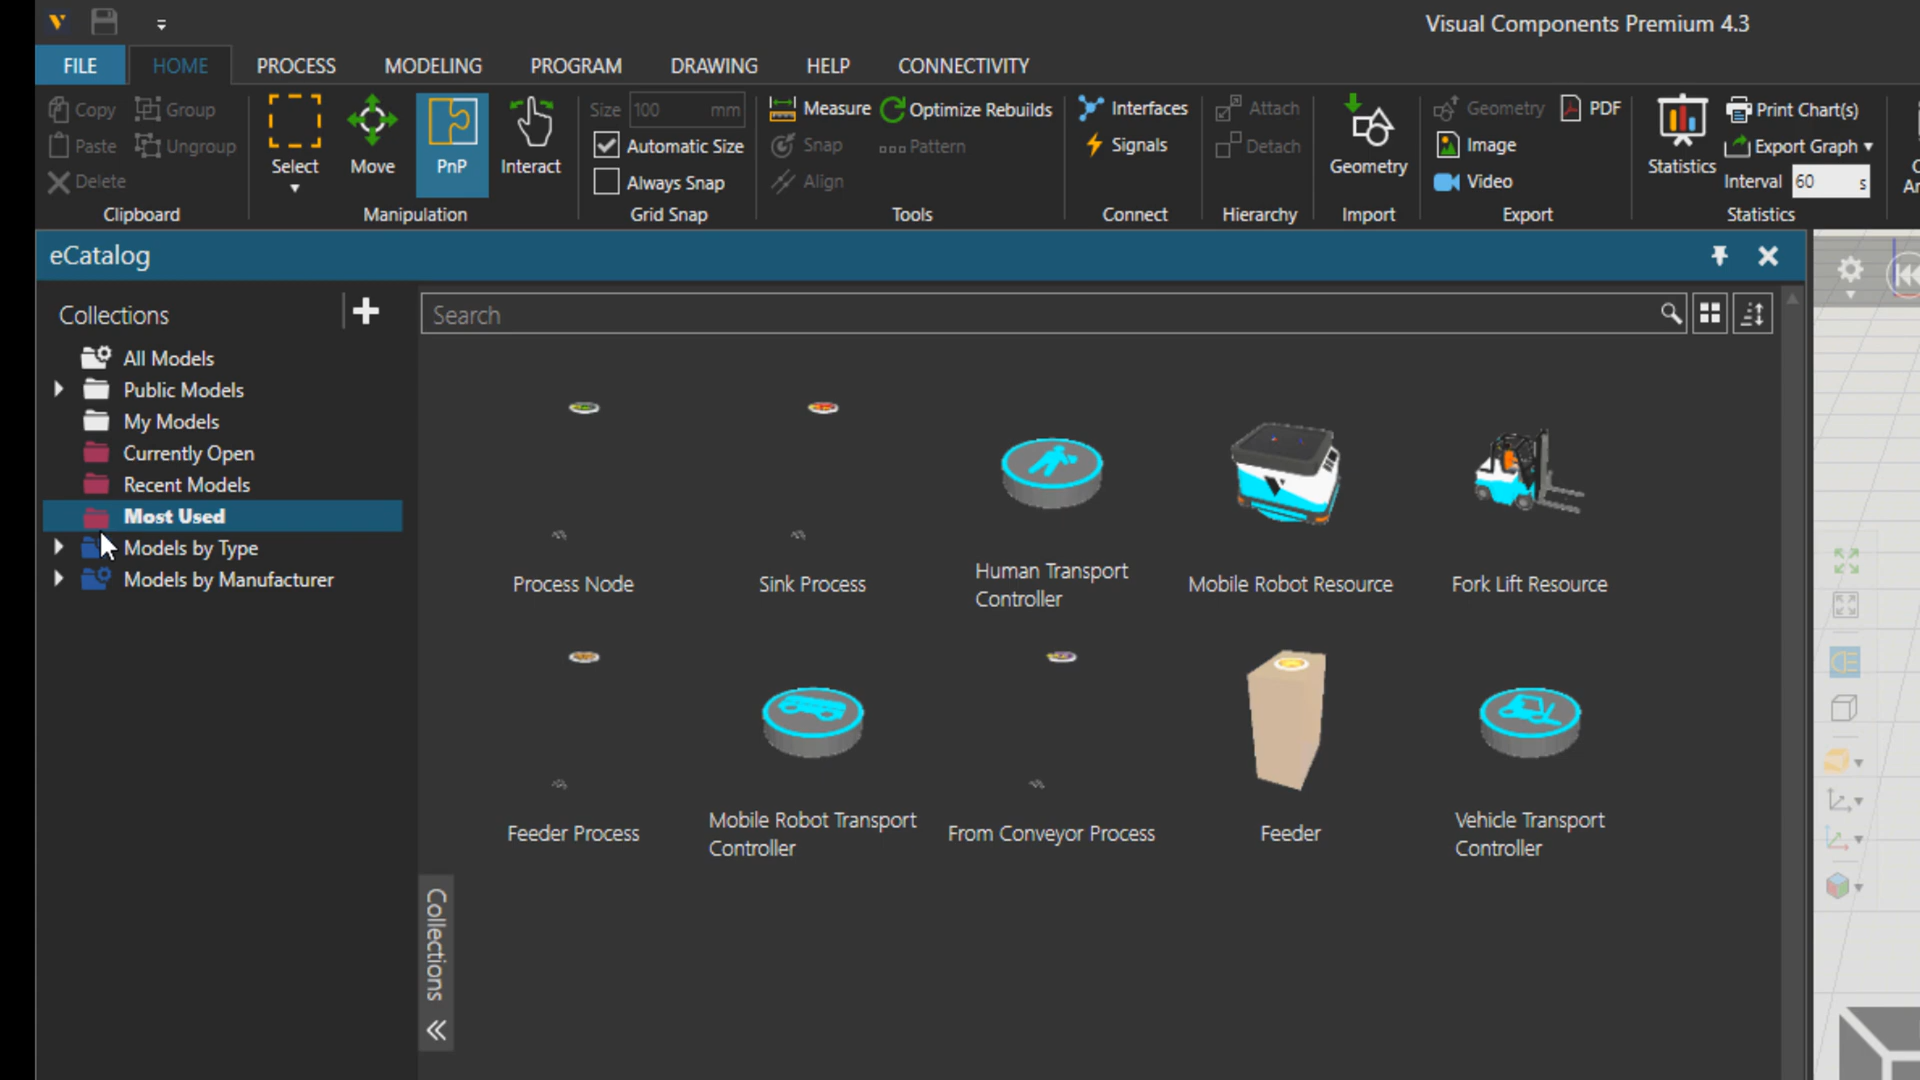 Visual Components Premium 4.3
FILE HOME PROCESS MODELING PROGRAM DRAWING HELP CONNECTIVITY
Copy Group
Paste Ungroup
Delete
Clipboard
Select Move PnP Interact
Manipulation
Size 100 mm
Automatic Size
Always Snap
Grid Snap
Measure Optimize Rebuilds
Snap Pattern
Align
Tools
Interfaces
Signals
Connect
Attach
Detach
Hierarchy
Geometry
Import
Geometry PDF
Image
Video
Export
Statistics
Print Chart(s)
Export Graph
Interval 60 s
Statistics
eCatalog
Collections
Search
All Models
Public Models
My Models
Currently Open
Recent Models
Most Used
Models by Type
Models by Manufacturer
Process Node
Sink Process
Human Transport
Controller
Mobile Robot Resource
Fork Lift Resource
Feeder Process
Mobile Robot Transport
Controller
From Conveyor Process
Feeder
Vehicle Transport
Controller
Collections